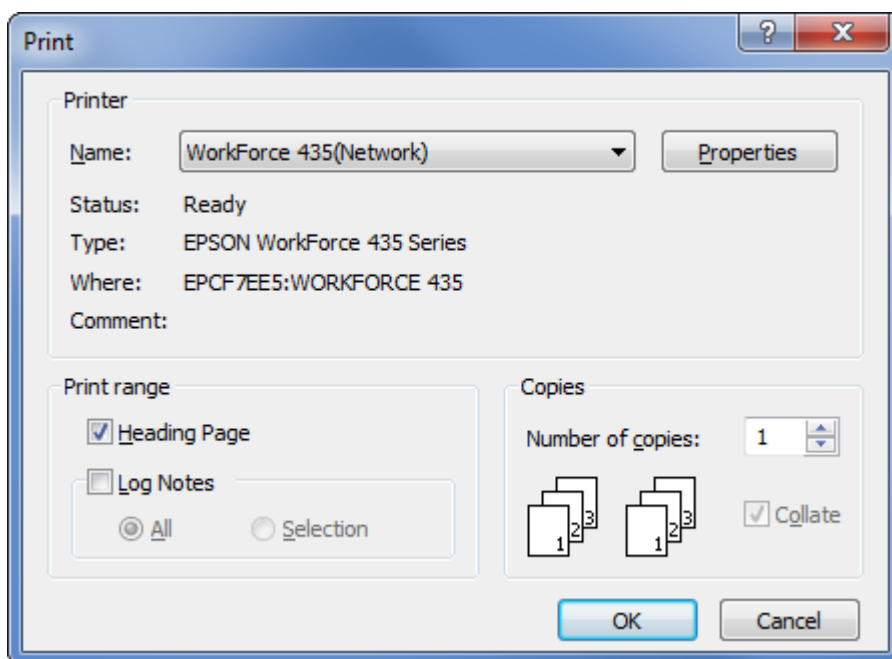 Print
Printer
Name: WorkForce 435(Network) Properties
Status: Ready
Type: EPSON WorkForce 435 Series
Where: EPCF7EE5:WORKFORCE 435
Comment:
Print range
Heading Page
Log Notes
All Selection
Copies
Number of copies: 1
1 2 3 1 2 3
Collate
OK Cancel